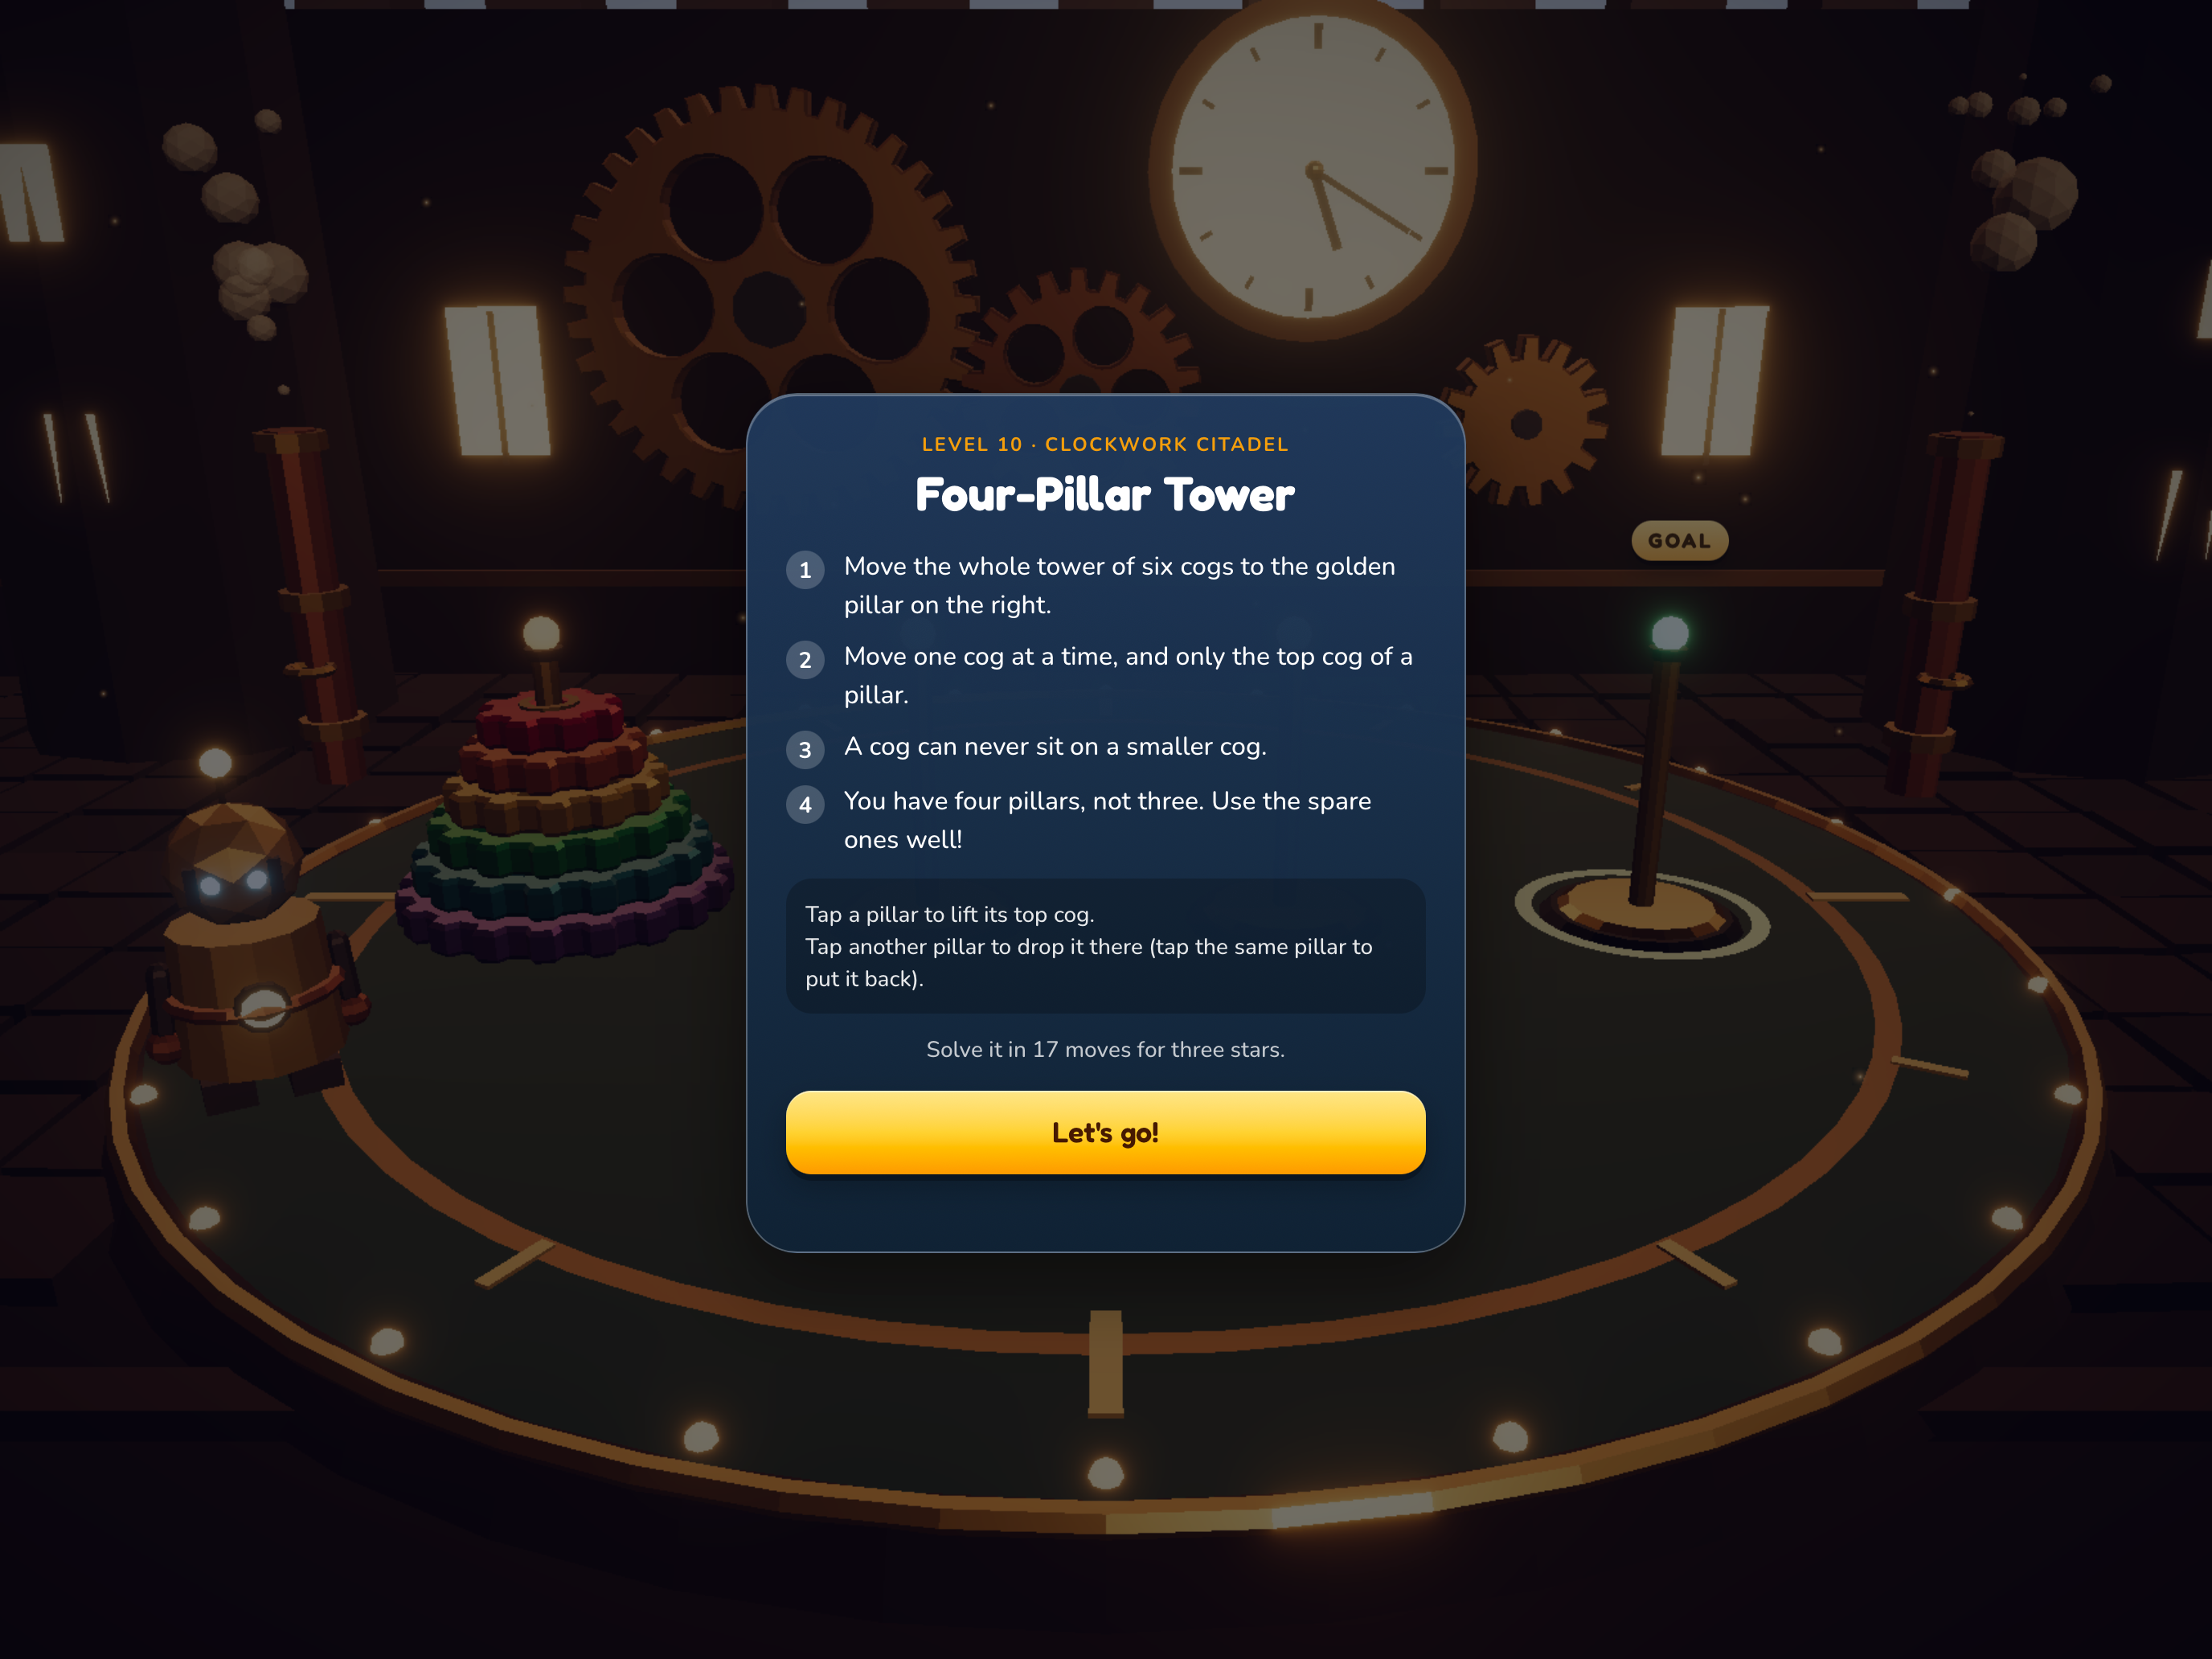 LEVEL 10 · CLOCKWORK CITADEL
Four-Pillar Tower
GOAL
1 Move the whole tower of six cogs to the golden
pillar on the right.
2 Move one cog at a time, and only the top cog of a
pillar.
3 A cog can never sit on a smaller cog.
4 You have four pillars, not three. Use the spare
ones well!
Tap a pillar to lift its top cog.
Tap another pillar to drop it there (tap the same pillar to
put it back).
Solve it in 17 moves for three stars.
Let's go!